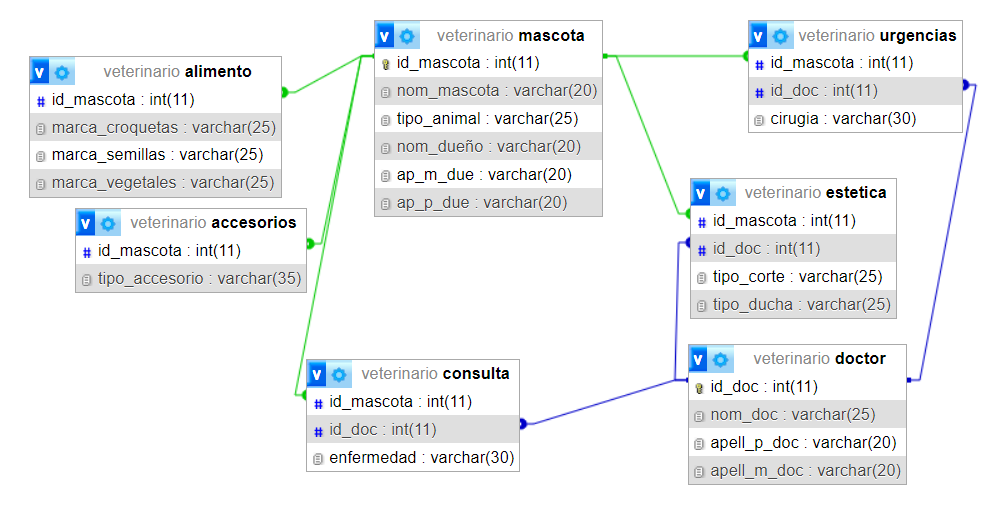 v veterinario alimento
# id_mascota : int(11)
marca_croquetas : varchar(25)
marca_semillas : varchar(25)
marca_vegetales : varchar(25)
v veterinario accesorios
# id_mascota : int(11)
tipo_accesorio : varchar(35)
v veterinario mascota
id_mascota : int(11)
nom_mascota : varchar(20)
tipo_animal : varchar(25)
nom_dueño : varchar(20)
ap_m_due : varchar(20)
ap_p_due : varchar(20)
v veterinario consulta
# id_mascota : int(11)
# id_doc : int(11)
enfermedad : varchar(30)
v veterinario urgencias
# id_mascota : int(11)
# id_doc : int(11)
cirugia : varchar(30)
v veterinario estetica
# id_mascota : int(11)
# id_doc : int(11)
tipo_corte : varchar(25)
tipo_ducha : varchar(25)
v veterinario doctor
id_doc : int(11)
nom_doc : varchar(25)
apell_p_doc : varchar(20)
apell_m_doc : varchar(20)